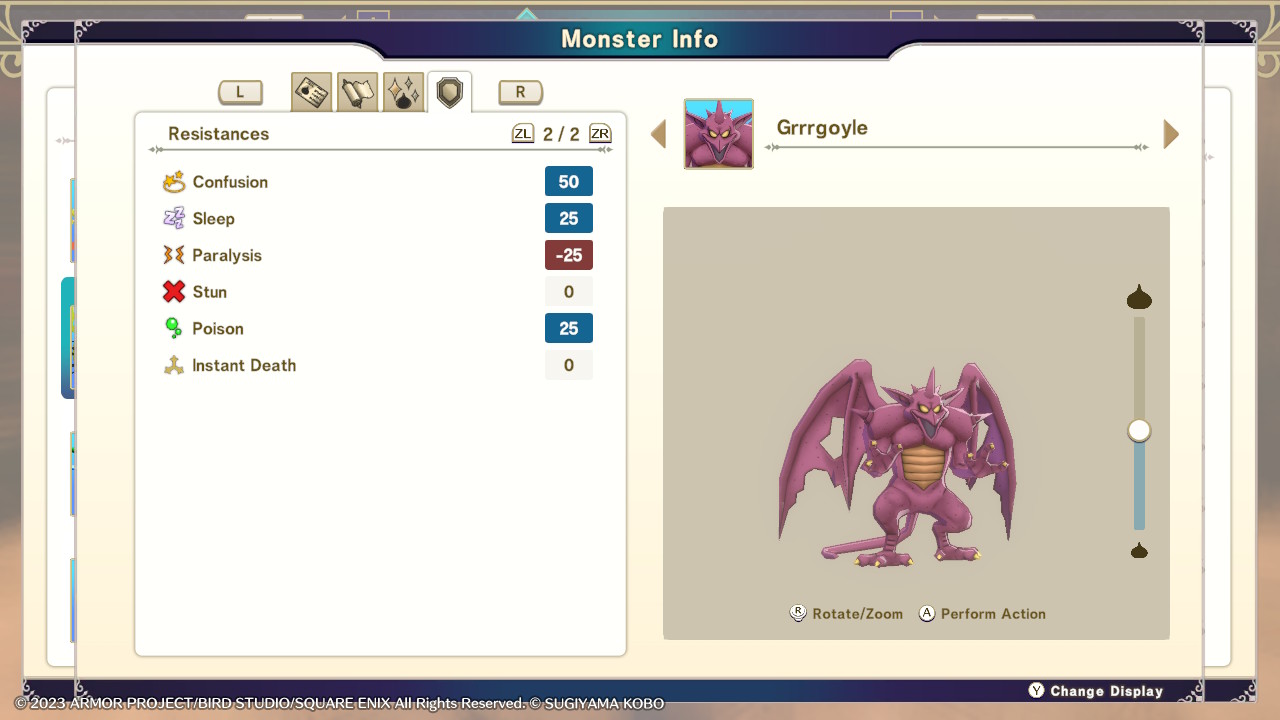 Monster Info
L
R
Resistances
ZL 2 / 2 ZR
Confusion 50
Sleep 25
Paralysis -25
Stun 0
Poison 25
Instant Death 0
Grrrgoyle
R Rotate/Zoom A Perform Action
Y Change Display
© 2023 ARMOR PROJECT/BIRD STUDIO/SQUARE ENIX All Rights Reserved. © SUGIYAMA KOBO